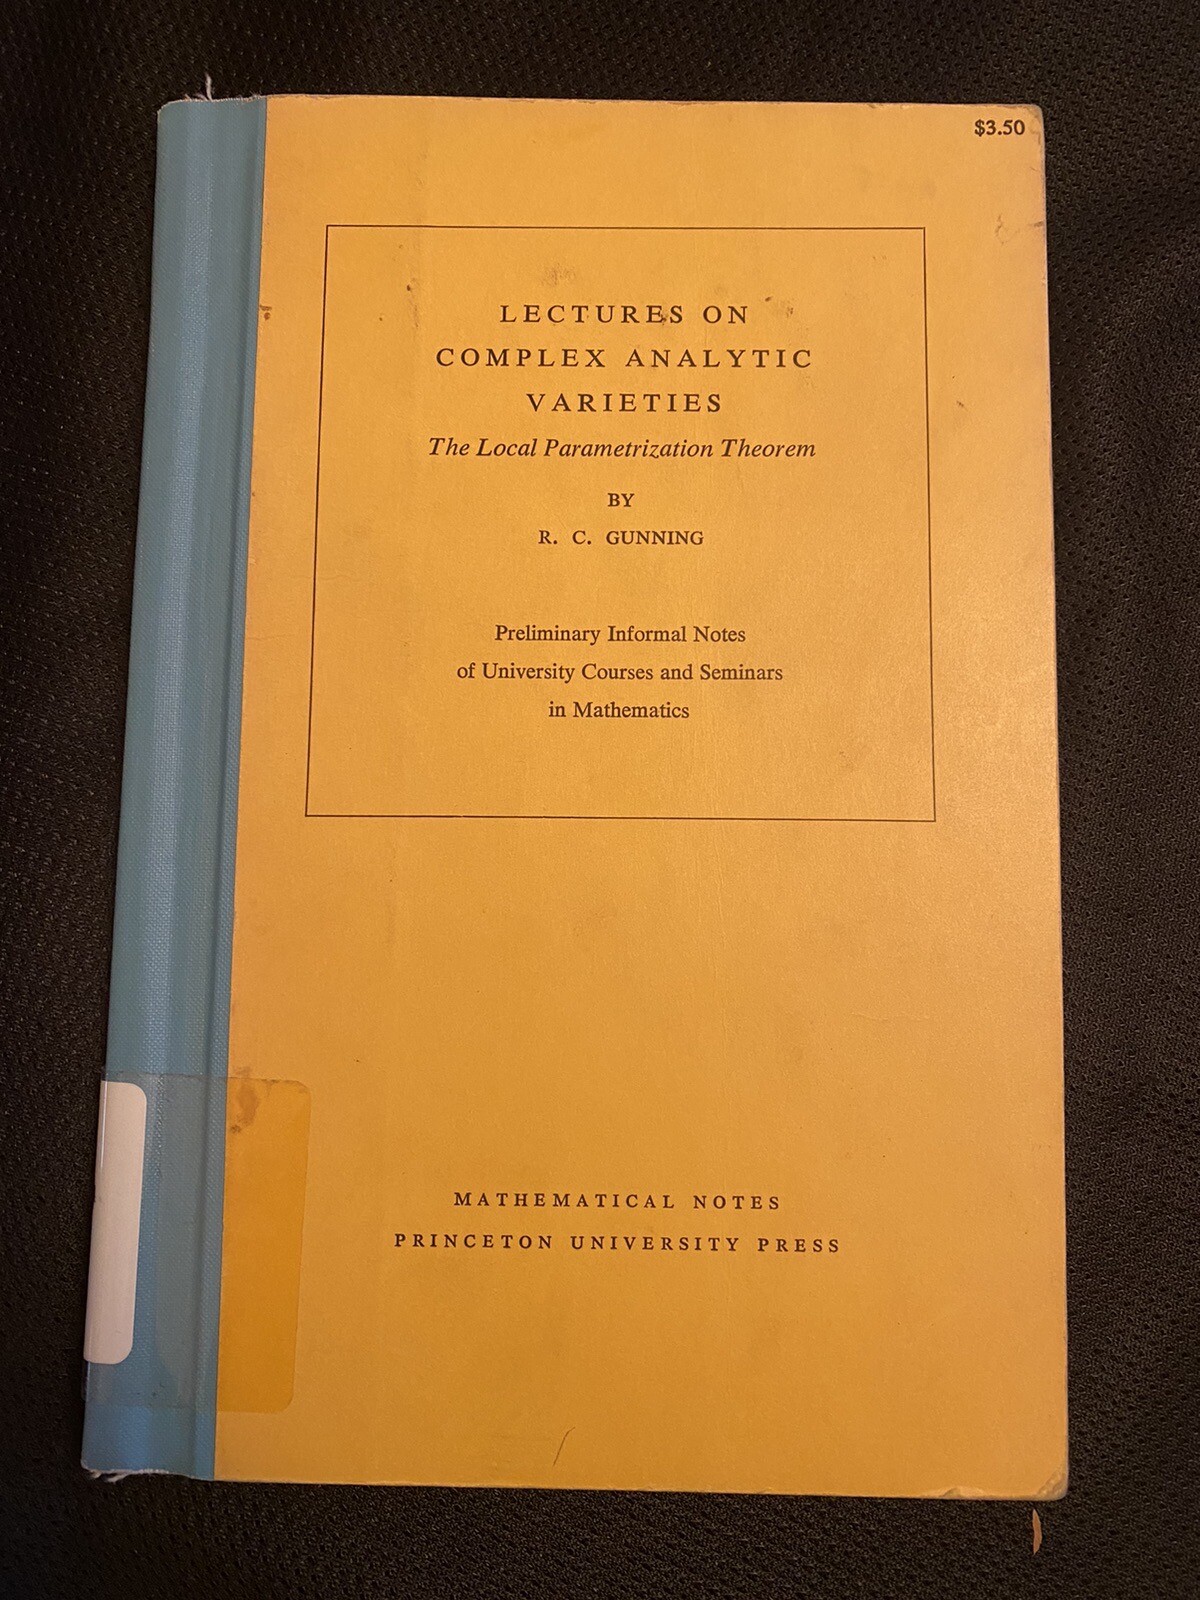 $3.50
LECTURES ON
COMPLEX ANALYTIC
VARIETIES
The Local Parametrization Theorem
BY
R. C. GUNNING
Preliminary Informal Notes
of University Courses and Seminars
in Mathematics
MATHEMATICAL NOTES
PRINCETON UNIVERSITY PRESS